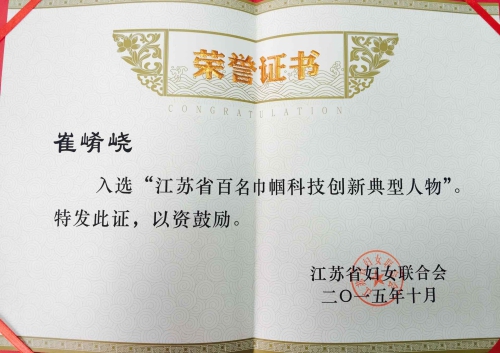 荣誉证书
CONGRATULATION
崔崤峣
入选“江苏省百名巾帼科技创新典型人物”。
特发此证，以资鼓励。
江苏省妇女联合会
二〇一五年十月